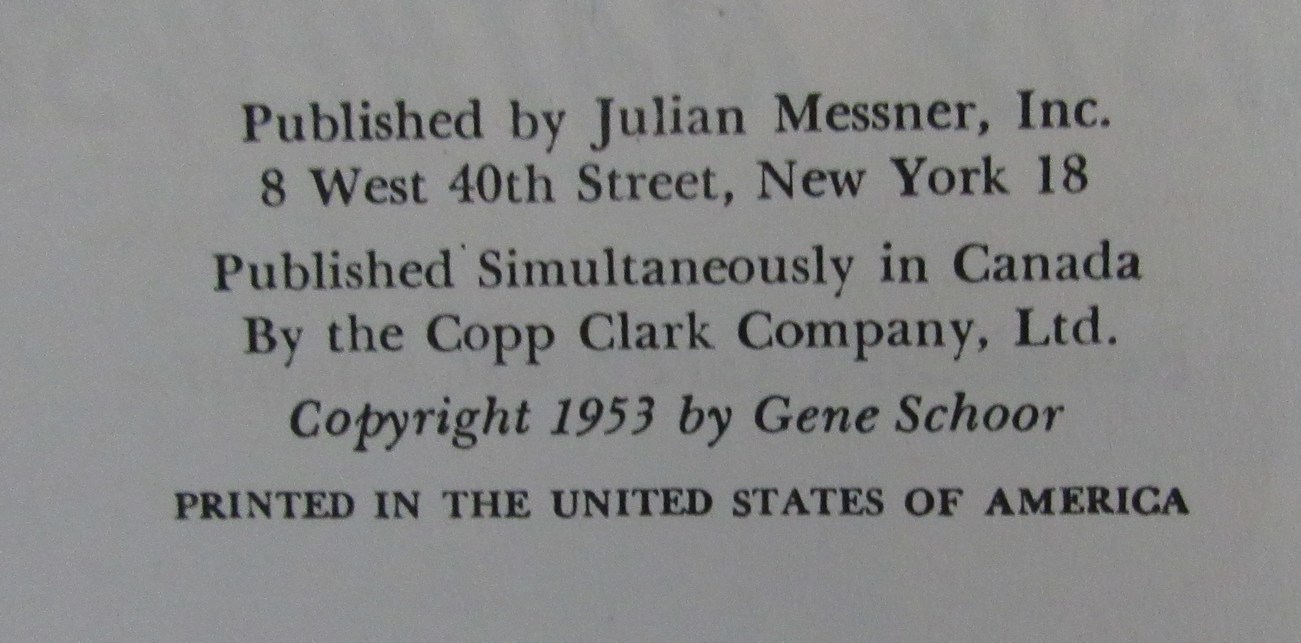 Published by Julian Messner, Inc.
8 West 40th Street, New York 18
Published Simultaneously in Canada
By the Copp Clark Company, Ltd.
Copyright 1953 by Gene Schoor
PRINTED IN THE UNITED STATES OF AMERICA